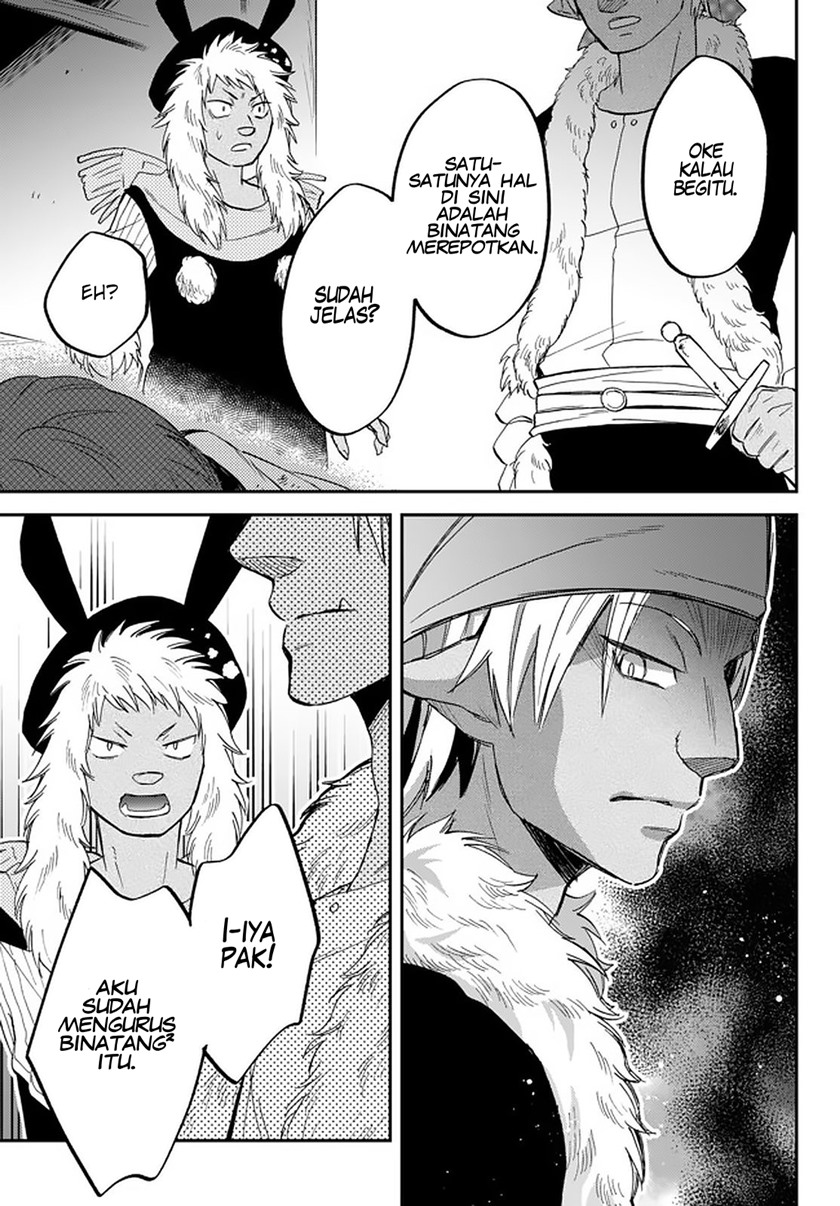 OKE
KALAU
BEGITU.
SATU-
SATUNYA HAL
DI SINI
ADALAH
BINATANG
MEREPOTKAN.
SUDAH
JELAS?
EH?
I-IYA
PAK!
AKU
SUDAH
MENGURUS
BINATANG²
ITU.